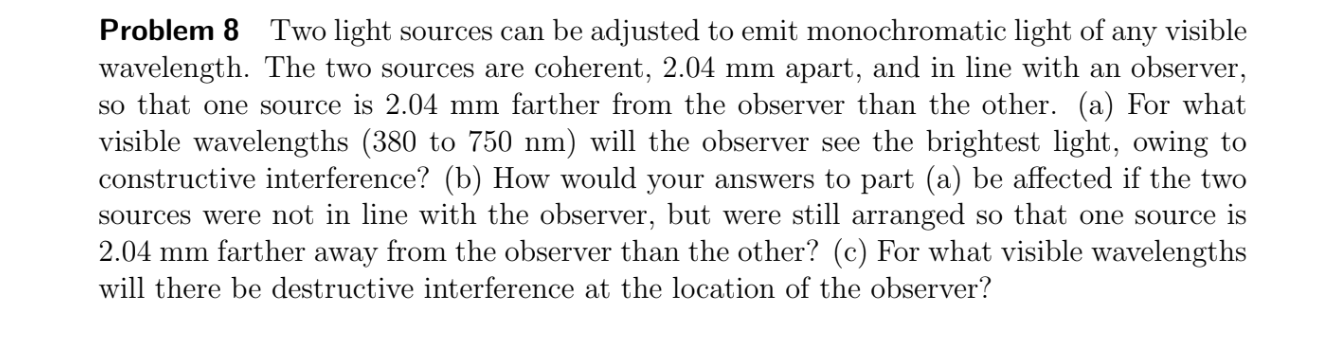 Problem 8 Two light sources can be adjusted to emit monochromatic light of any visible
wavelength. The two sources are coherent, 2.04 mm apart, and in line with an observer,
so that one source is 2.04 mm farther from the observer than the other. (a) For what
visible wavelengths (380 to 750 nm) will the observer see the brightest light, owing to
constructive interference? (b) How would your answers to part (a) be affected if the two
sources were not in line with the observer, but were still arranged so that one source is
2.04 mm farther away from the observer than the other? (c) For what visible wavelengths
will there be destructive interference at the location of the observer?